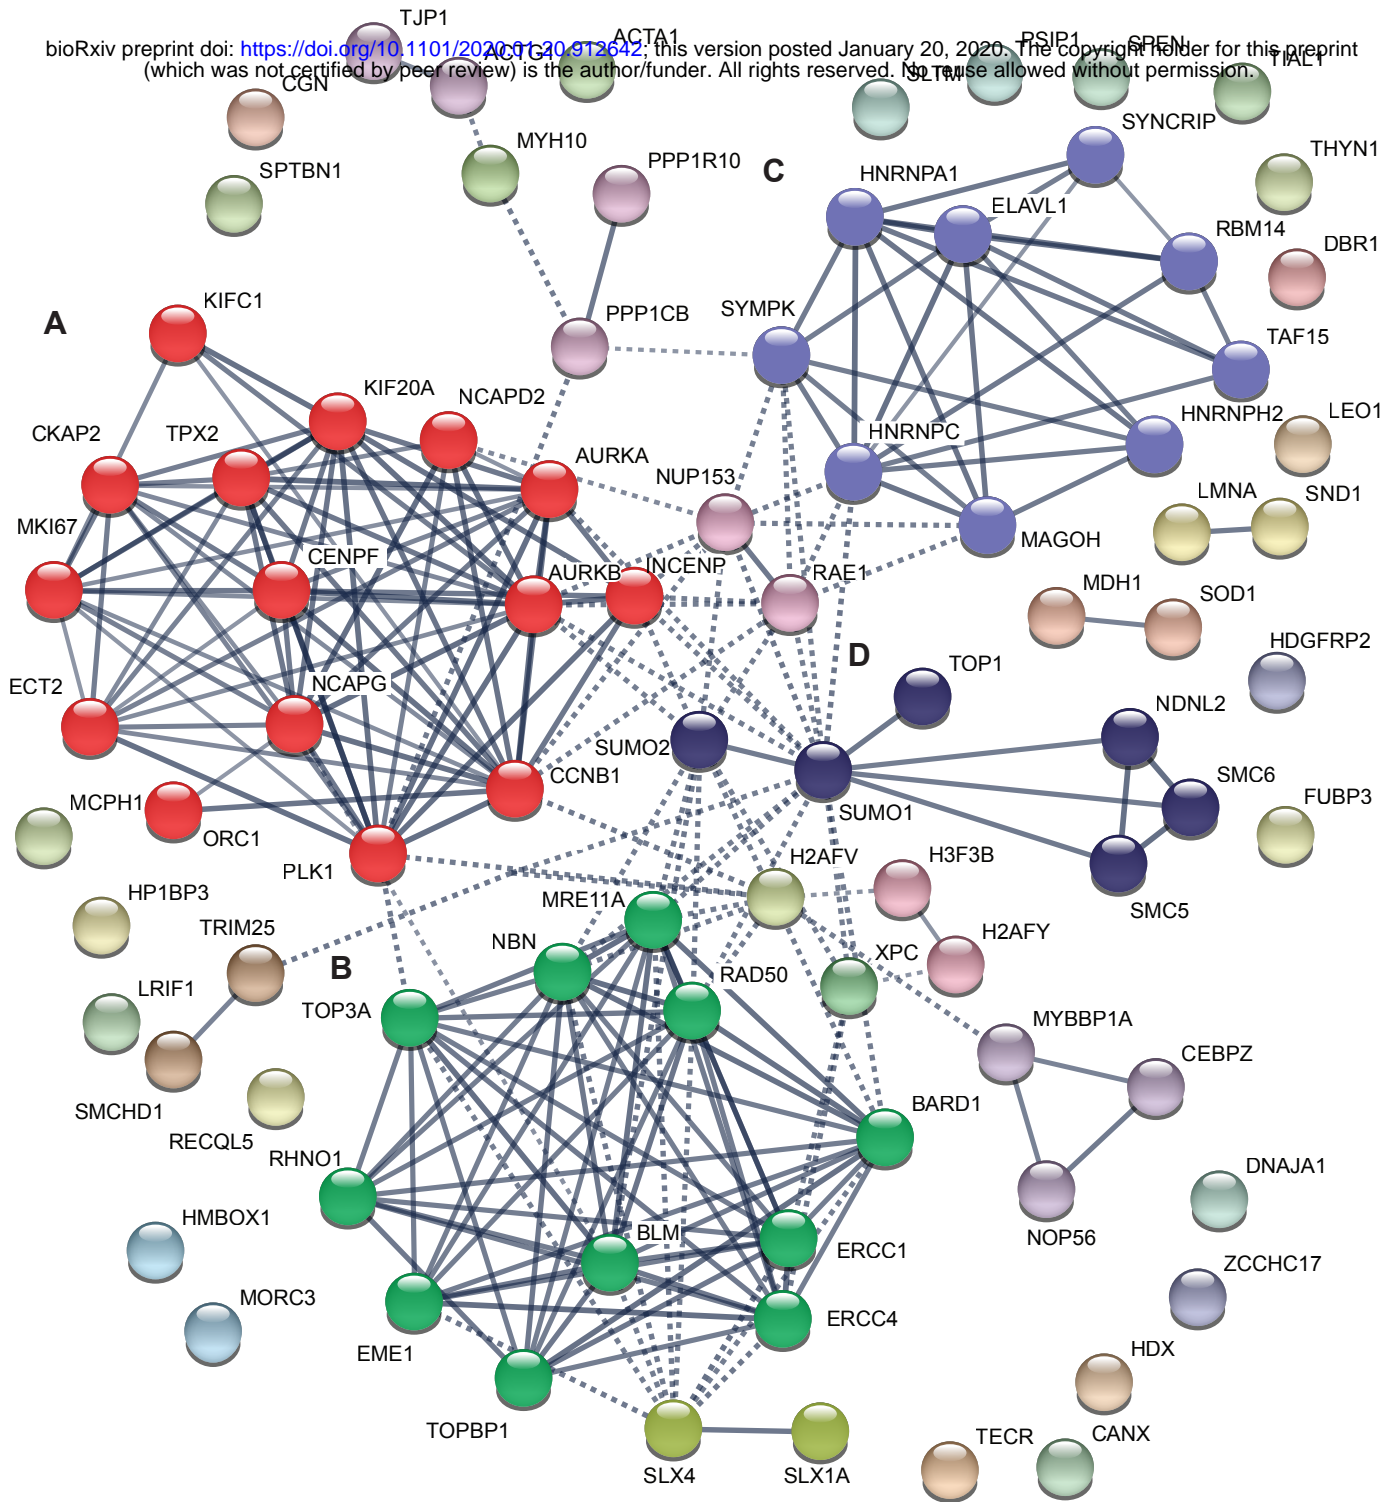 TJP1
ACTA1
bioRxiv preprint doi: https://doi.org/10.1101/2020.01.20.912642; this version posted January 20, 2020. The copyright holder for this preprint
(which was not certified by peer review) is the author/funder. All rights reserved. No reuse allowed without permission.
ACTG1
PSIP1
SPEN
TIAL1
SLTM
CGN
SYNCRIP
MYH10
THYN1
PPP1R10
C
HNRNPA1
SPTBN1
ELAVL1
RBM14
DBR1
KIFC1
A
SYMPK
PPP1CB
TAF15
KIF20A
NCAPD2
HNRNPH2
LEO1
CKAP2
TPX2
HNRNPC
AURKA
NUP153
LMNA
SND1
MKI67
MAGOH
CENPF
AURKB
INCENP
RAE1
MDH1
SOD1
HDGFRP2
D
TOP1
ECT2
NCAPG
NDNL2
SUMO2
CCNB1
SMC6
MCPH1
FUBP3
SUMO1
ORC1
H2AFV
H3F3B
PLK1
HP1BP3
MRE11A
SMC5
TRIM25
NBN
H2AFY
XPC
B
RAD50
LRIF1
TOP3A
MYBBP1A
CEBPZ
SMCHD1
BARD1
RECQL5
RHNO1
DNAJA1
HMBOX1
BLM
NOP56
ERCC1
ZCCHC17
MORC3
ERCC4
EME1
HDX
TOPBP1
TECR
CANX
SLX4
SLX1A